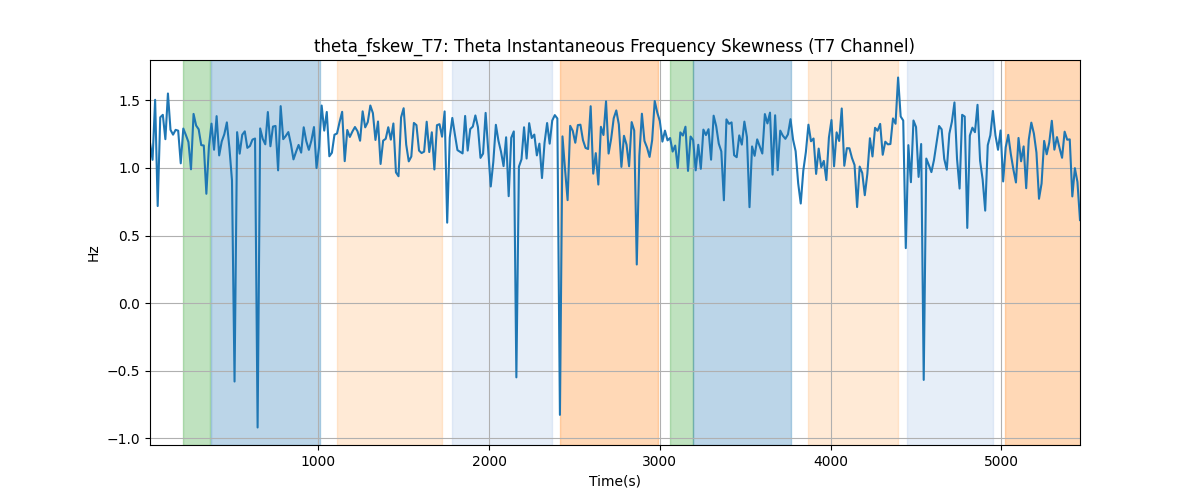 theta_fskew_T7: Theta Instantaneous Frequency Skewness (T7 Channel)
Hz
1.5
1.0
0.5
0.0
−0.5
−1.0
1000 2000 3000 4000 5000
Time(s)